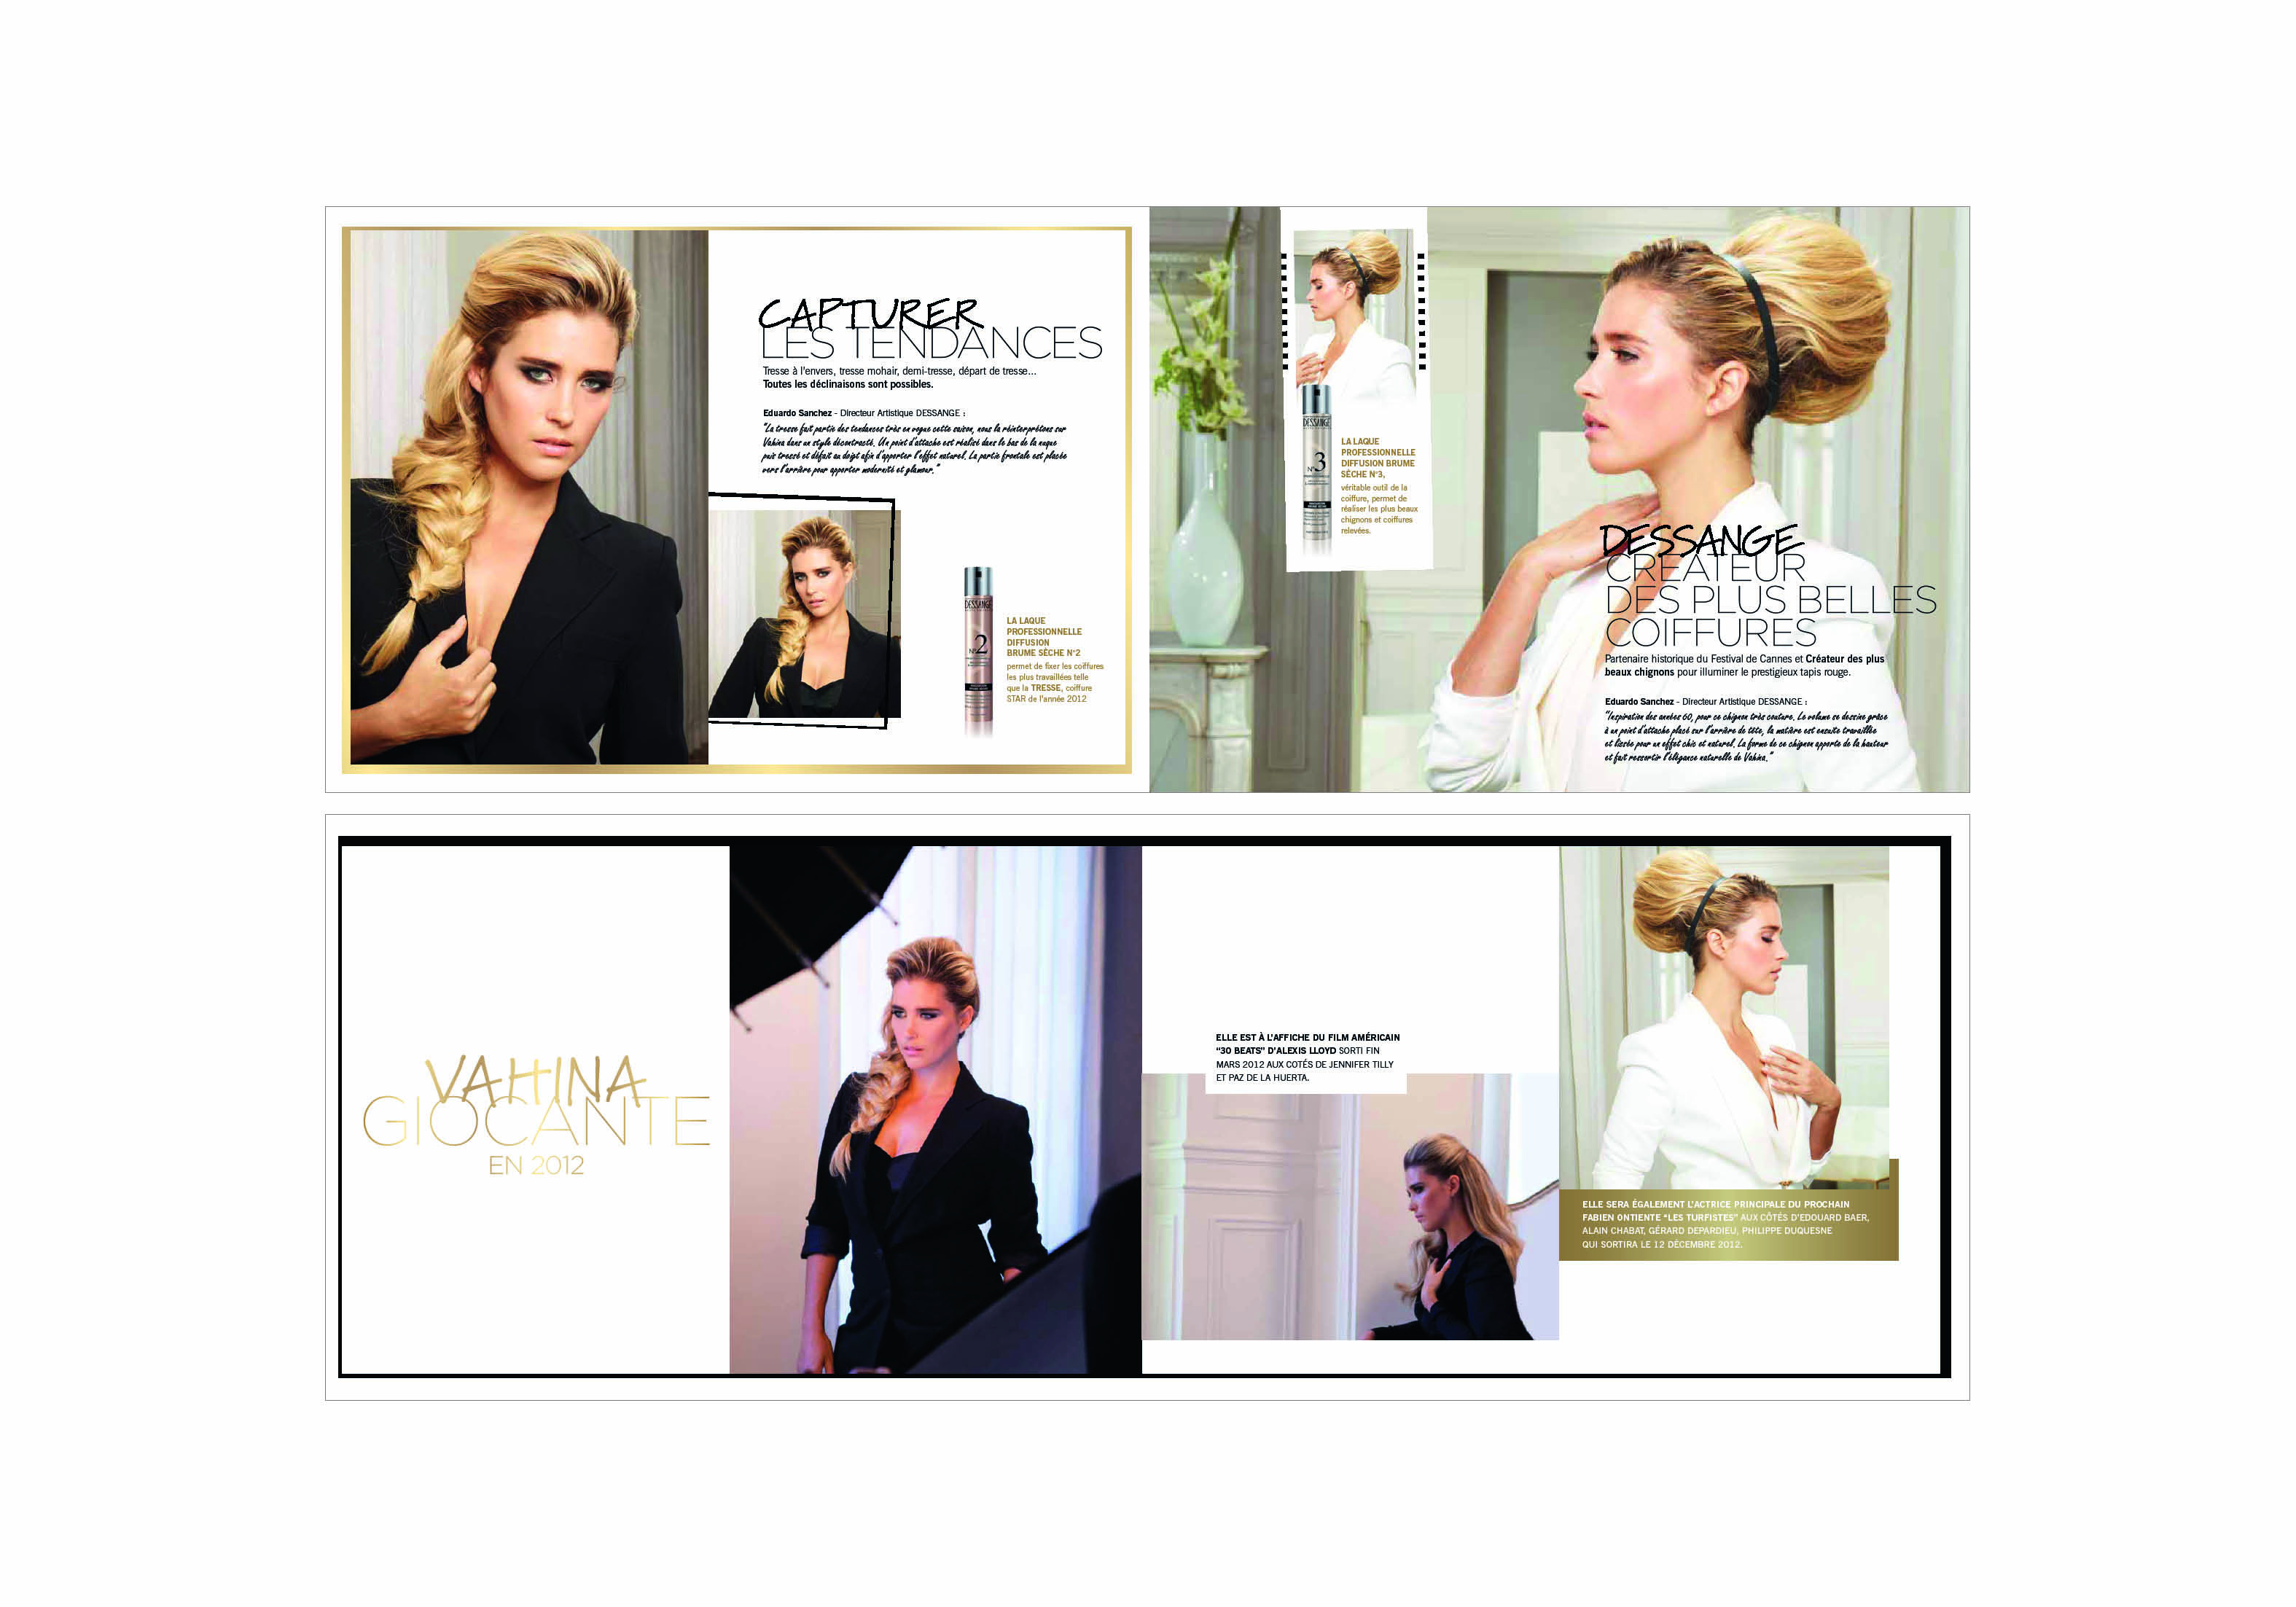 CAPTURER
LES TENDANCES
Tresse à l'envers, tresse mohair, demi-tresse, départ de tresse...
Toutes les déclinaisons sont possibles.
Eduardo Sanchez - Directeur Artistique DESSANGE :
"La tresse fait partie des tendances très en vogue cette saison, nous la réinterprétons sur
Vahina dans un style décontracté. Un point d'attache est réalisé dans le bas de la nuque
puis tressé et défait au doigt afin d'apporter l'effet naturel. La partie frontale est placée
vers l'arrière pour apporter modernité et glamour."
DESSANGE
N°2
LA LAQUE
PROFESSIONNELLE
DIFFUSION
BRUME SÈCHE N°2
permet de fixer les coiffures
les plus travaillées telle
que la TRESSE, coiffure
STAR de l'année 2012
DESSANGE
N°3
LA LAQUE
PROFESSIONNELLE
DIFFUSION BRUME
SÈCHE N°3,
véritable outil de la
coiffure, permet de
réaliser les plus beaux
chignons et coiffures
relevées.
DESSANGE
CRÉATEUR
DES PLUS BELLES
COIFFURES
Partenaire historique du Festival de Cannes et Créateur des plus
beaux chignons pour illuminer le prestigieux tapis rouge.
Eduardo Sanchez - Directeur Artistique DESSANGE :
"Inspiration des années 60, pour ce chignon très couture. Le volume se dessine grâce
à un point d'attache placé sur l'arrière de tête, la matière est ensuite travaillée
et lissée pour un effet chic et naturel. La forme de ce chignon apporte de la hauteur
et fait ressortir l'élégance naturelle de Vahina."
VAHINA
GIOCANTE
EN 2012
ELLE EST À L'AFFICHE DU FILM AMÉRICAIN
"30 BEATS" D'ALEXIS LLOYD SORTI FIN
MARS 2012 AUX COTÉS DE JENNIFER TILLY
ET PAZ DE LA HUERTA.
ELLE SERA ÉGALEMENT L'ACTRICE PRINCIPALE DU PROCHAIN
FABIEN ONTIENTE "LES TURFISTES" AUX CÔTÉS D'EDOUARD BAER,
ALAIN CHABAT, GÉRARD DEPARDIEU, PHILIPPE DUQUESNE
QUI SORTIRA LE 12 DÉCEMBRE 2012.